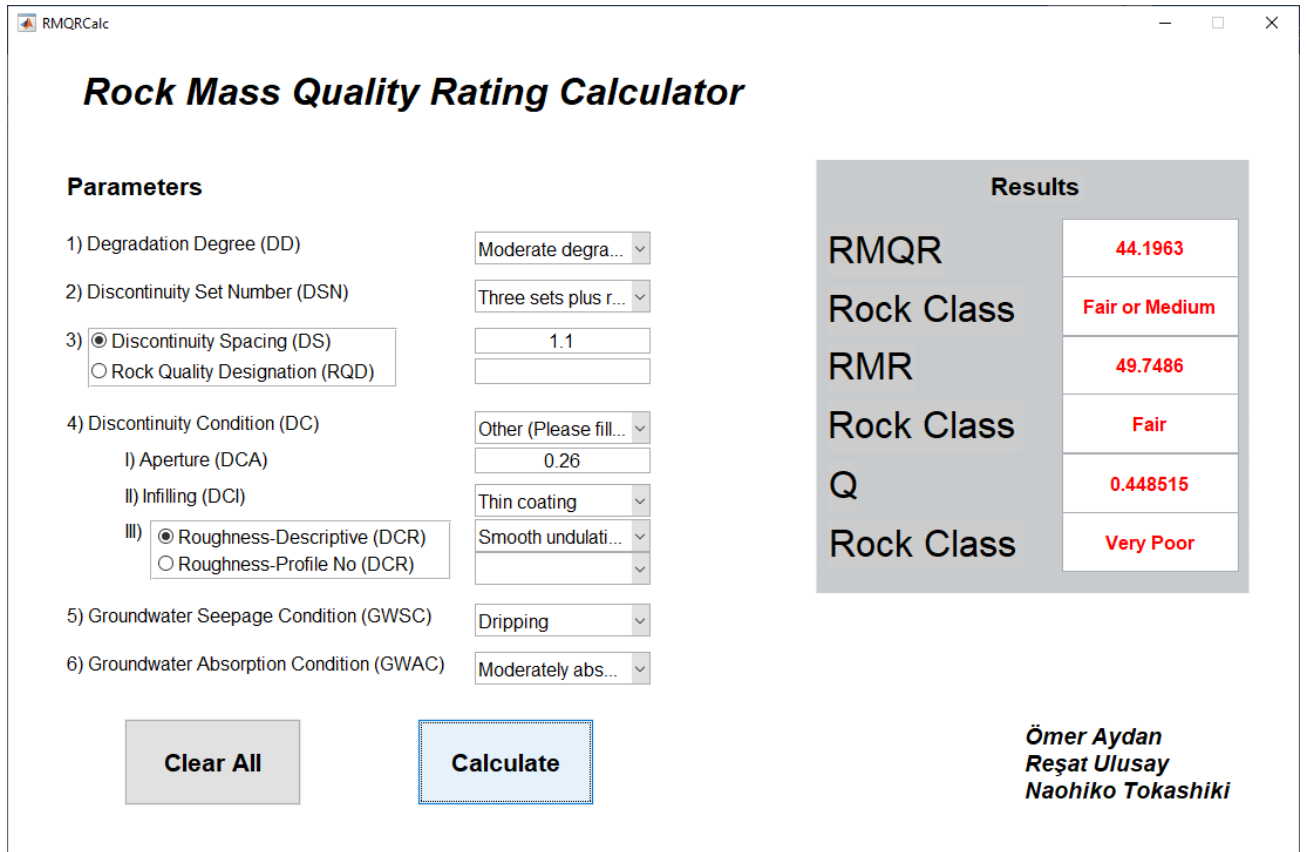 RMQRCalc
Rock Mass Quality Rating Calculator
Parameters
1) Degradation Degree (DD)
Moderate degra...
2) Discontinuity Set Number (DSN)
Three sets plus r...
3)
Discontinuity Spacing (DS)
1.1
Rock Quality Designation (RQD)
4) Discontinuity Condition (DC)
Other (Please fill...
I) Aperture (DCA)
0.26
II) Infilling (DCI)
Thin coating
III)
Roughness-Descriptive (DCR)
Smooth undulati...
Roughness-Profile No (DCR)
5) Groundwater Seepage Condition (GWSC)
Dripping
6) Groundwater Absorption Condition (GWAC)
Moderately abs...
Clear All
Calculate
Results
RMQR
44.1963
Rock Class
Fair or Medium
RMR
49.7486
Rock Class
Fair
Q
0.448515
Rock Class
Very Poor
Ömer Aydan
Reşat Ulusay
Naohiko Tokashiki